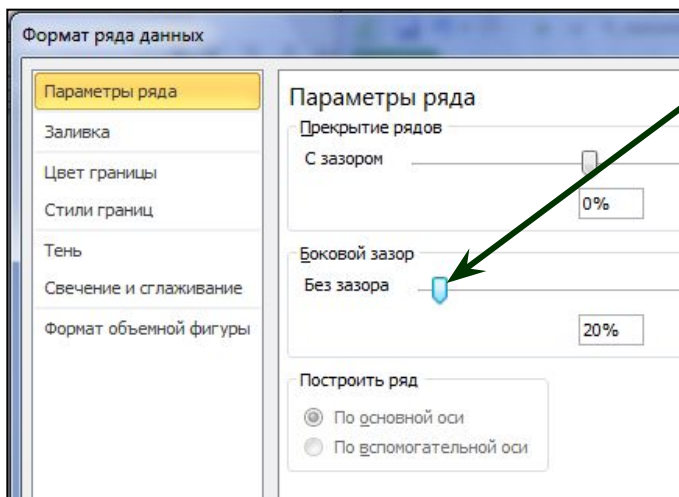 Формат ряда данных
Параметры ряда
Заливка
Цвет границы
Стили границ
Тень
Свечение и сглаживание
Формат объемной фигуры
Параметры ряда
Прекрытие рядов
С зазором
0%
Боковой зазор
Без зазора
20%
Построить ряд
По основной оси
По вспомогательной оси